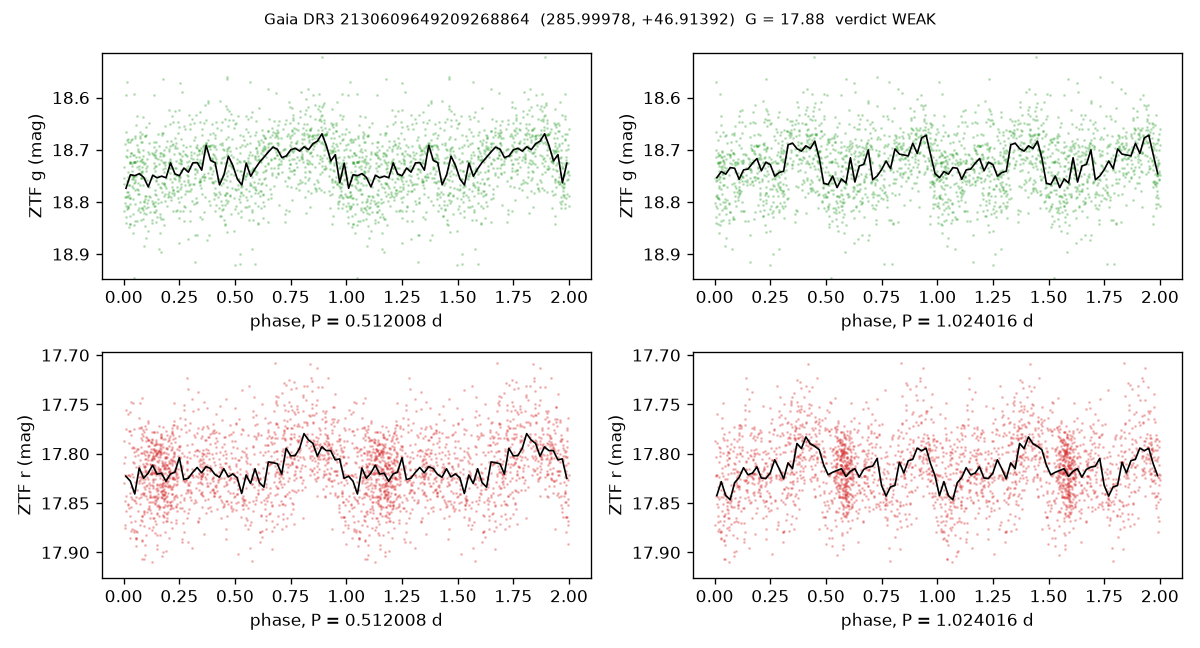 Gaia DR3 2130609649209268864 (285.99978, +46.91392) G = 17.88 verdict WEAK
ZTF g (mag)
18.6
18.7
18.8
18.9
0.00 0.25 0.50 0.75 1.00 1.25 1.50 1.75 2.00
phase, P = 0.512008 d
ZTF g (mag)
18.6
18.7
18.8
18.9
0.00 0.25 0.50 0.75 1.00 1.25 1.50 1.75 2.00
phase, P = 1.024016 d
ZTF r (mag)
17.70
17.75
17.80
17.85
17.90
0.00 0.25 0.50 0.75 1.00 1.25 1.50 1.75 2.00
phase, P = 0.512008 d
ZTF r (mag)
17.70
17.75
17.80
17.85
17.90
0.00 0.25 0.50 0.75 1.00 1.25 1.50 1.75 2.00
phase, P = 1.024016 d